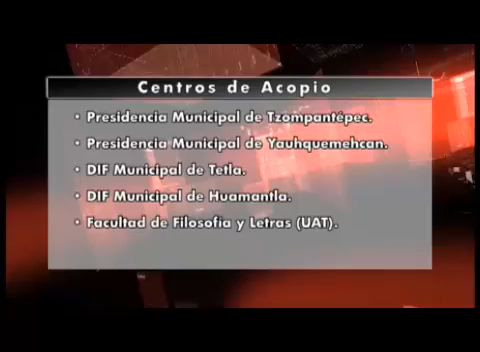 Centros de Acopio
• Presidencia Municipal de Tzompantépec.
• Presidencia Municipal de Yauhquemehcan.
• DIF Municipal de Tetla.
• DIF Municipal de Huamantla.
• Facultad de Filosofia y Letras (UAT).